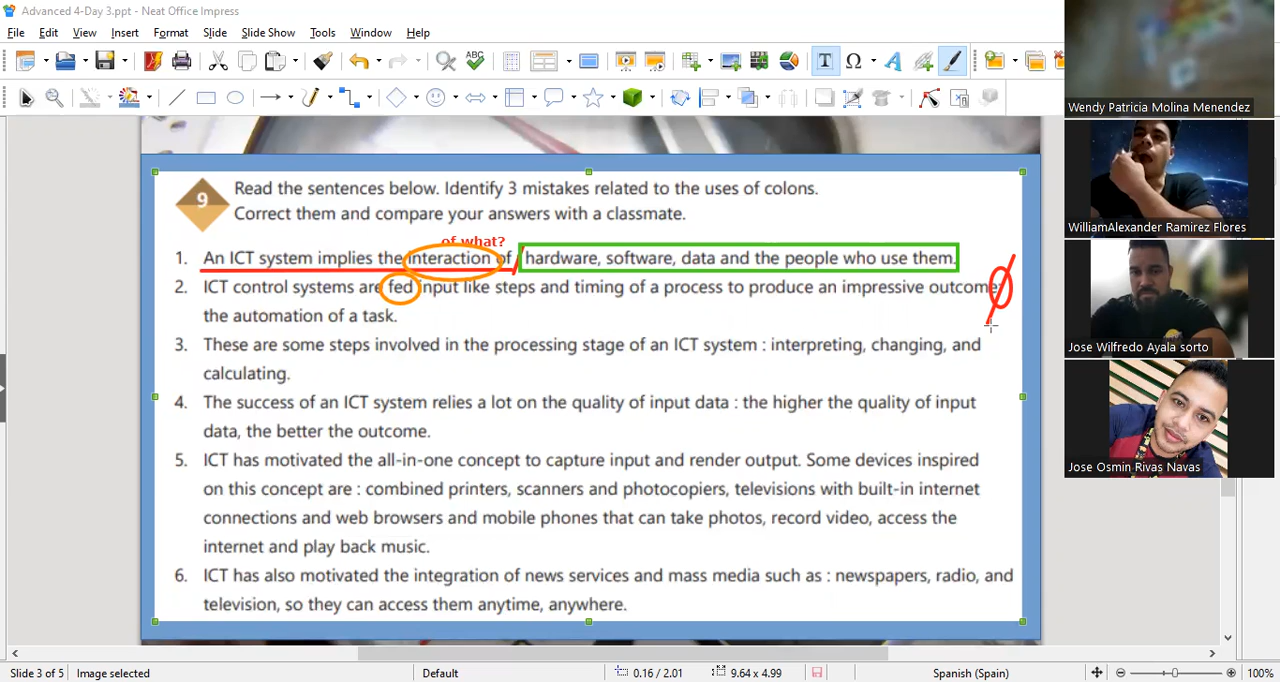 Advanced 4-Day 3.ppt - Neat Office Impress
File Edit View Insert Format Slide Slide Show Tools Window Help
ABC
9
Read the sentences below. Identify 3 mistakes related to the uses of colons.
Correct them and compare your answers with a classmate.
of what?
1. An ICT system implies the interaction of hardware, software, data and the people who use them.
2. ICT control systems are fed input like steps and timing of a process to produce an impressive outcome:
the automation of a task.
3. These are some steps involved in the processing stage of an ICT system : interpreting, changing, and
calculating.
4. The success of an ICT system relies a lot on the quality of input data : the higher the quality of input
data, the better the outcome.
5. ICT has motivated the all-in-one concept to capture input and render output. Some devices inspired
on this concept are : combined printers, scanners and photocopiers, televisions with built-in internet
connections and web browsers and mobile phones that can take photos, record video, access the
internet and play back music.
6. ICT has also motivated the integration of news services and mass media such as : newspapers, radio, and
television, so they can access them anytime, anywhere.
Wendy Patricia Molina Menendez
WilliamAlexander Ramirez Flores
Jose Wilfredo Ayala sorto
Jose Osmin Rivas Navas
Slide 3 of 5 Image selected Default 0.16 / 2.01 9.64 x 4.99 Spanish (Spain) 100%